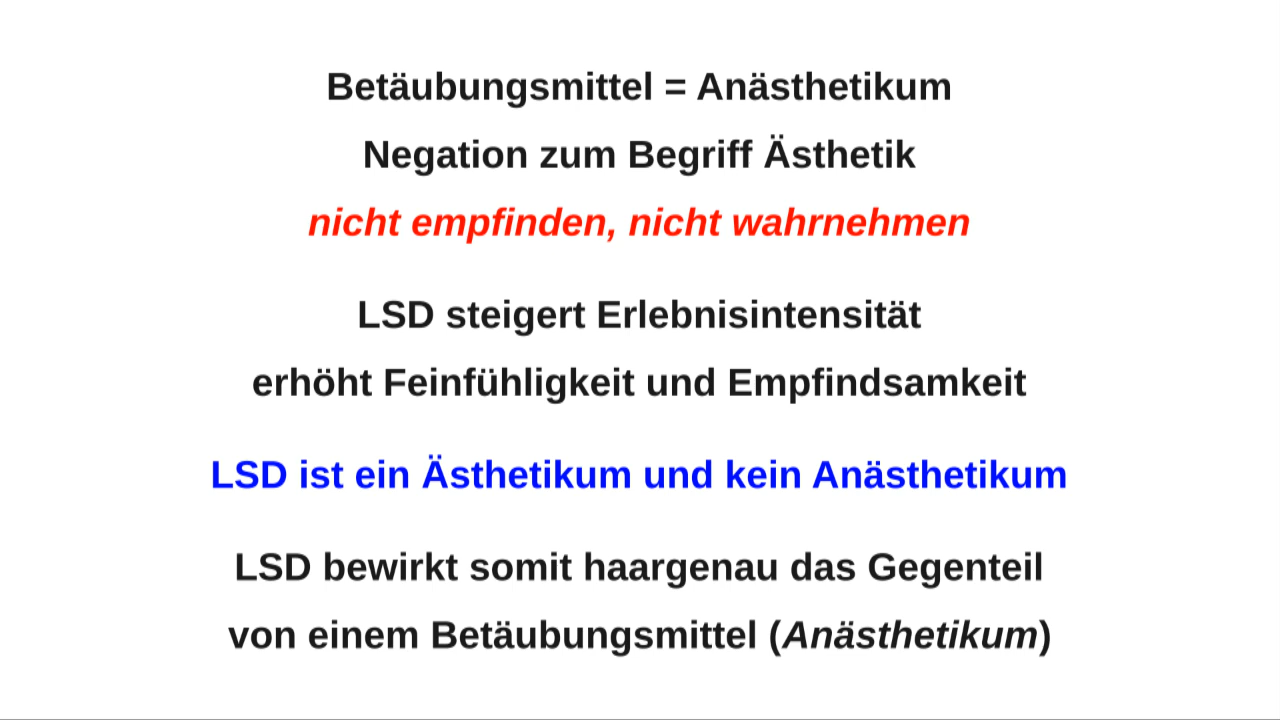 Betäubungsmittel = Anästhetikum
Negation zum Begriff Ästhetik
nicht empfinden, nicht wahrnehmen
LSD steigert Erlebnisintensität
erhöht Feinfühligkeit und Empfindsamkeit
LSD ist ein Ästhetikum und kein Anästhetikum
LSD bewirkt somit haargenau das Gegenteil
von einem Betäubungsmittel (Anästhetikum)